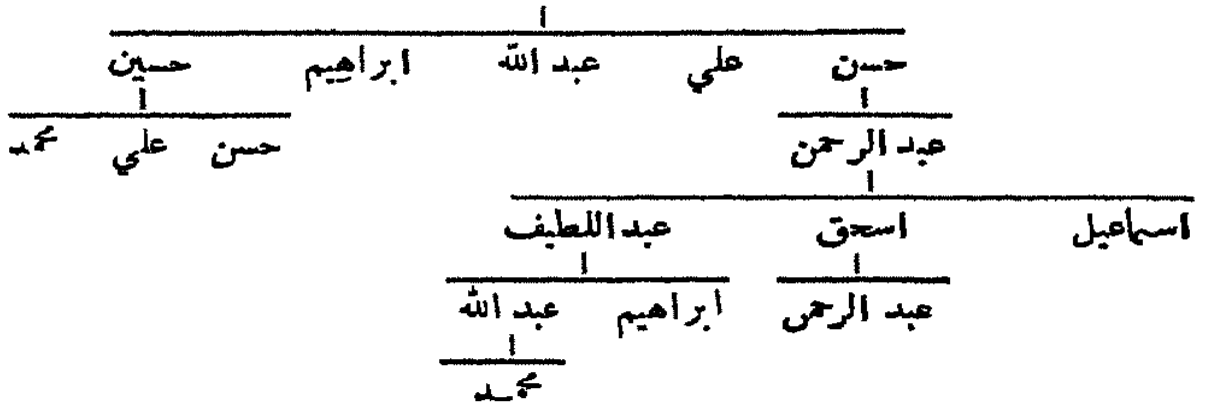 حسن علي عبد الله ابراهيم حسين
عبد الرحمن حسن علي محمد
اسماعيل اسحق عبد اللطيف
عبد الرحمن ابراهيم عبد الله
محمد